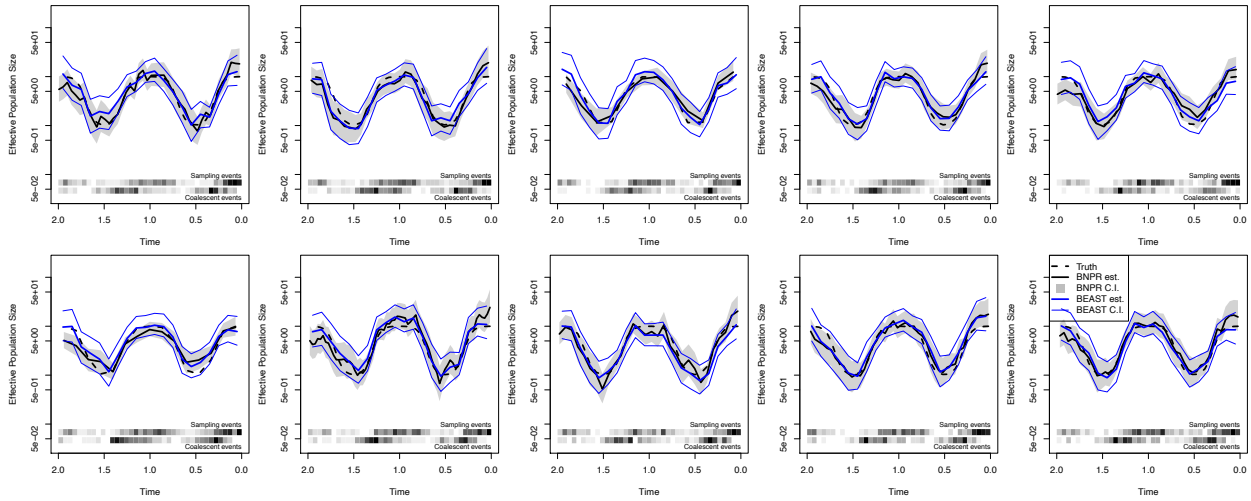 Effective Population Size
5e−02 5e−01 5e+00 5e+01
Sampling events
Coalescent events
2.0 1.5 1.0 0.5 0.0
Time
Effective Population Size
5e−02 5e−01 5e+00 5e+01
Sampling events
Coalescent events
2.0 1.5 1.0 0.5 0.0
Time
Effective Population Size
5e−02 5e−01 5e+00 5e+01
Sampling events
Coalescent events
2.0 1.5 1.0 0.5 0.0
Time
Effective Population Size
5e−02 5e−01 5e+00 5e+01
Sampling events
Coalescent events
2.0 1.5 1.0 0.5 0.0
Time
Effective Population Size
5e−02 5e−01 5e+00 5e+01
Sampling events
Coalescent events
2.0 1.5 1.0 0.5 0.0
Time
Effective Population Size
5e−02 5e−01 5e+00 5e+01
Sampling events
Coalescent events
2.0 1.5 1.0 0.5 0.0
Time
Effective Population Size
5e−02 5e−01 5e+00 5e+01
Sampling events
Coalescent events
2.0 1.5 1.0 0.5 0.0
Time
Effective Population Size
5e−02 5e−01 5e+00 5e+01
Sampling events
Coalescent events
2.0 1.5 1.0 0.5 0.0
Time
Effective Population Size
5e−02 5e−01 5e+00 5e+01
Sampling events
Coalescent events
2.0 1.5 1.0 0.5 0.0
Time
Effective Population Size
5e−02 5e−01 5e+00 5e+01
Truth
BNPR est.
BNPR C.I.
BEAST est.
BEAST C.I.
Sampling events
Coalescent events
2.0 1.5 1.0 0.5 0.0
Time